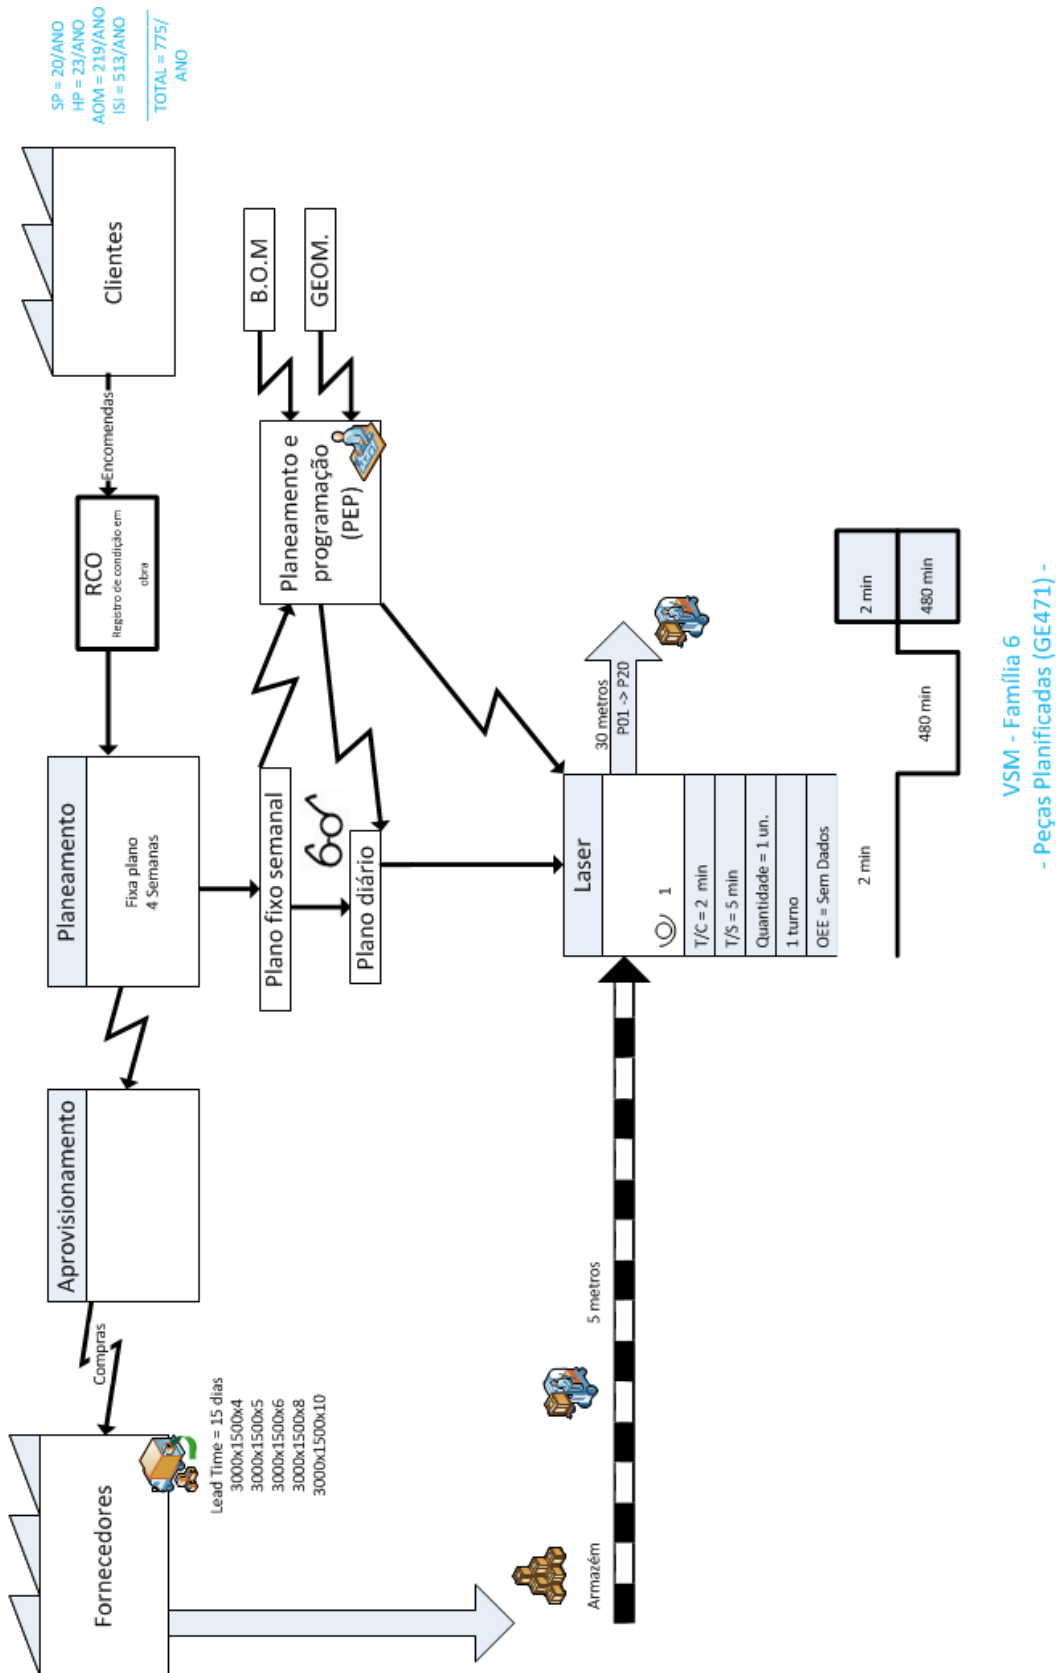 Fornecedores
Lead Time = 15 dias
3000x1500x4
3000x1500x5
3000x1500x6
3000x1500x8
3000x1500x10
Compras
Aprovisionamento
Planeamento
Fixa plano
4 Semanas
RCO
Registro de condição em
obra
Encomendas
Clientes
SP = 20/ANO
HP = 23/ANO
AOM = 219/ANO
ISI = 513/ANO
TOTAL = 775/
ANO
Plano fixo semanal
Plano diário
Planeamento e
programação
(PEP)
B.O.M
GEOM.
Armazém
5 metros
Laser
1
T/C = 2 min
T/S = 5 min
Quantidade = 1 un.
1 turno
OEE = Sem Dados
30 metros
P01 -> P20
2 min
480 min
2 min
480 min
VSM - Família 6
- Peças Planificadas (GE471) -